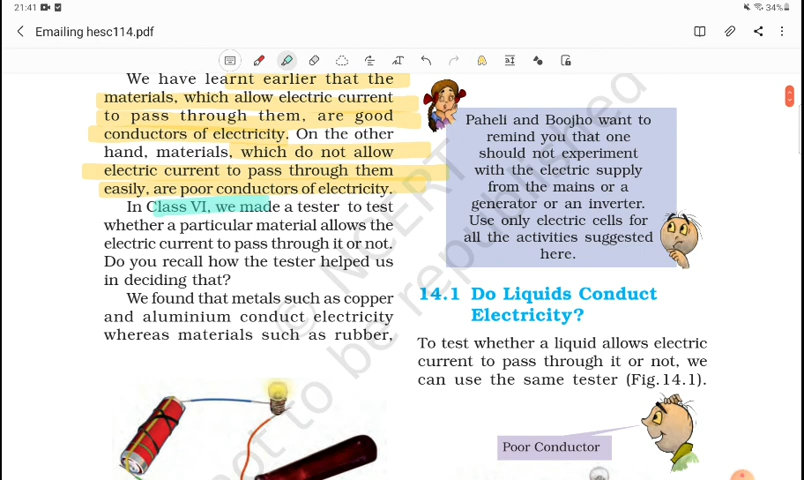 21:41
34%
Emailing hesc114.pdf
We have learnt earlier that the
materials, which allow electric current
to pass through them, are good
conductors of electricity. On the other
hand, materials, which do not allow
electric current to pass through them
easily, are poor conductors of electricity.
In Class VI, we made a tester to test
whether a particular material allows the
electric current to pass through it or not.
Do you recall how the tester helped us
in deciding that?
We found that metals such as copper
and aluminium conduct electricity
whereas materials such as rubber,
Paheli and Boojho want to
remind you that one
should not experiment
with the electric supply
from the mains or a
generator or an inverter.
Use only electric cells for
all the activities suggested
here.
14.1 Do Liquids Conduct
Electricity?
To test whether a liquid allows electric
current to pass through it or not, we
can use the same tester (Fig.14.1).
Poor Conductor
© NCERT
not to be republished